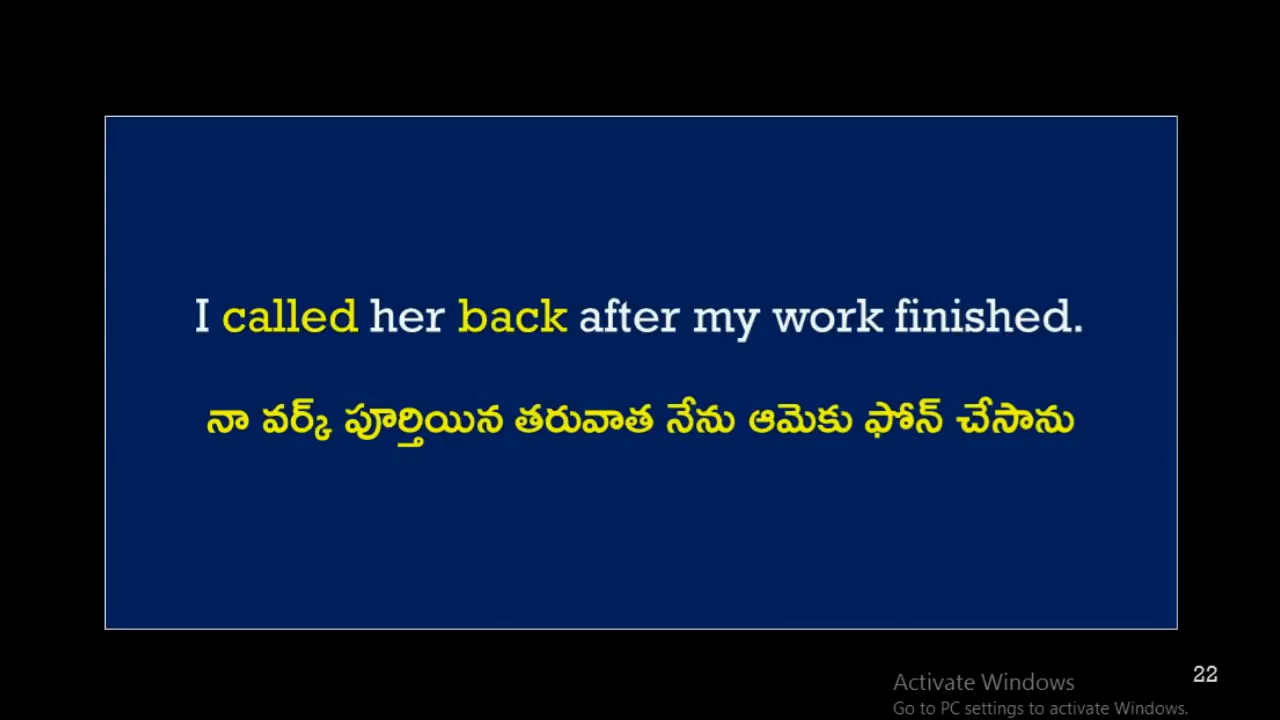 I called her back after my work finished.
నా వర్క్ పూర్తియిన తరువాత నేను ఆమెకు ఫోన్ చేసాను
22
Activate Windows
Go to PC settings to activate Windows.